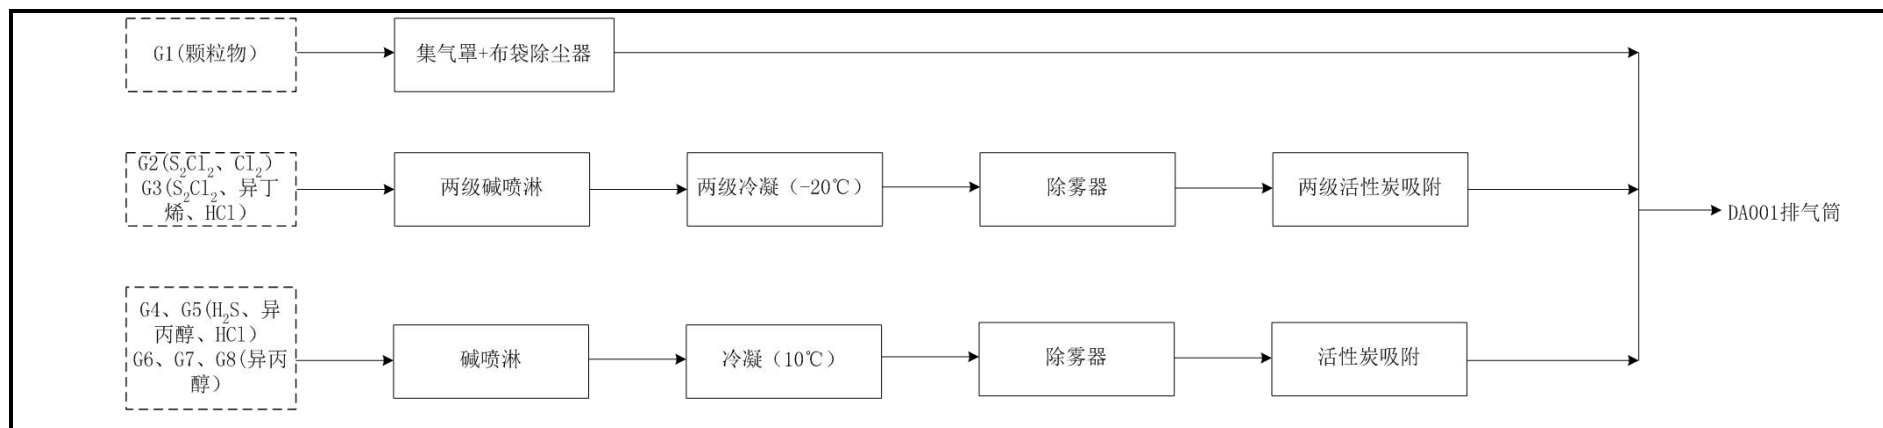 G1(颗粒物)
集气罩+布袋除尘器
G2(S₂Cl₂、Cl₂)
G3(S₂Cl₂、异丁
烯、HCl)
两级碱喷淋
两级冷凝（-20℃）
除雾器
两级活性炭吸附
DA001排气筒
G4、G5(H₂S、异
丙醇、HCl)
G6、G7、G8(异丙
醇)
碱喷淋
冷凝（10℃）
除雾器
活性炭吸附